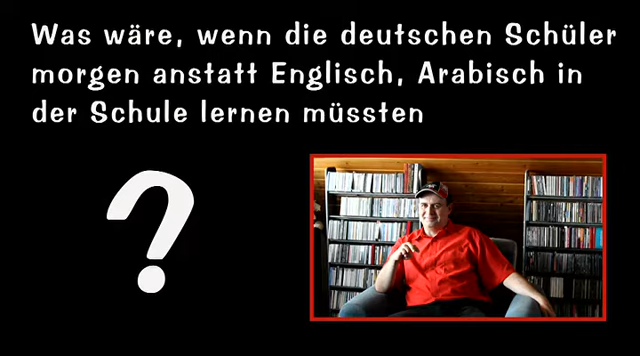 Was wäre, wenn die deutschen Schüler
morgen anstatt Englisch, Arabisch in
der Schule lernen müssten
?